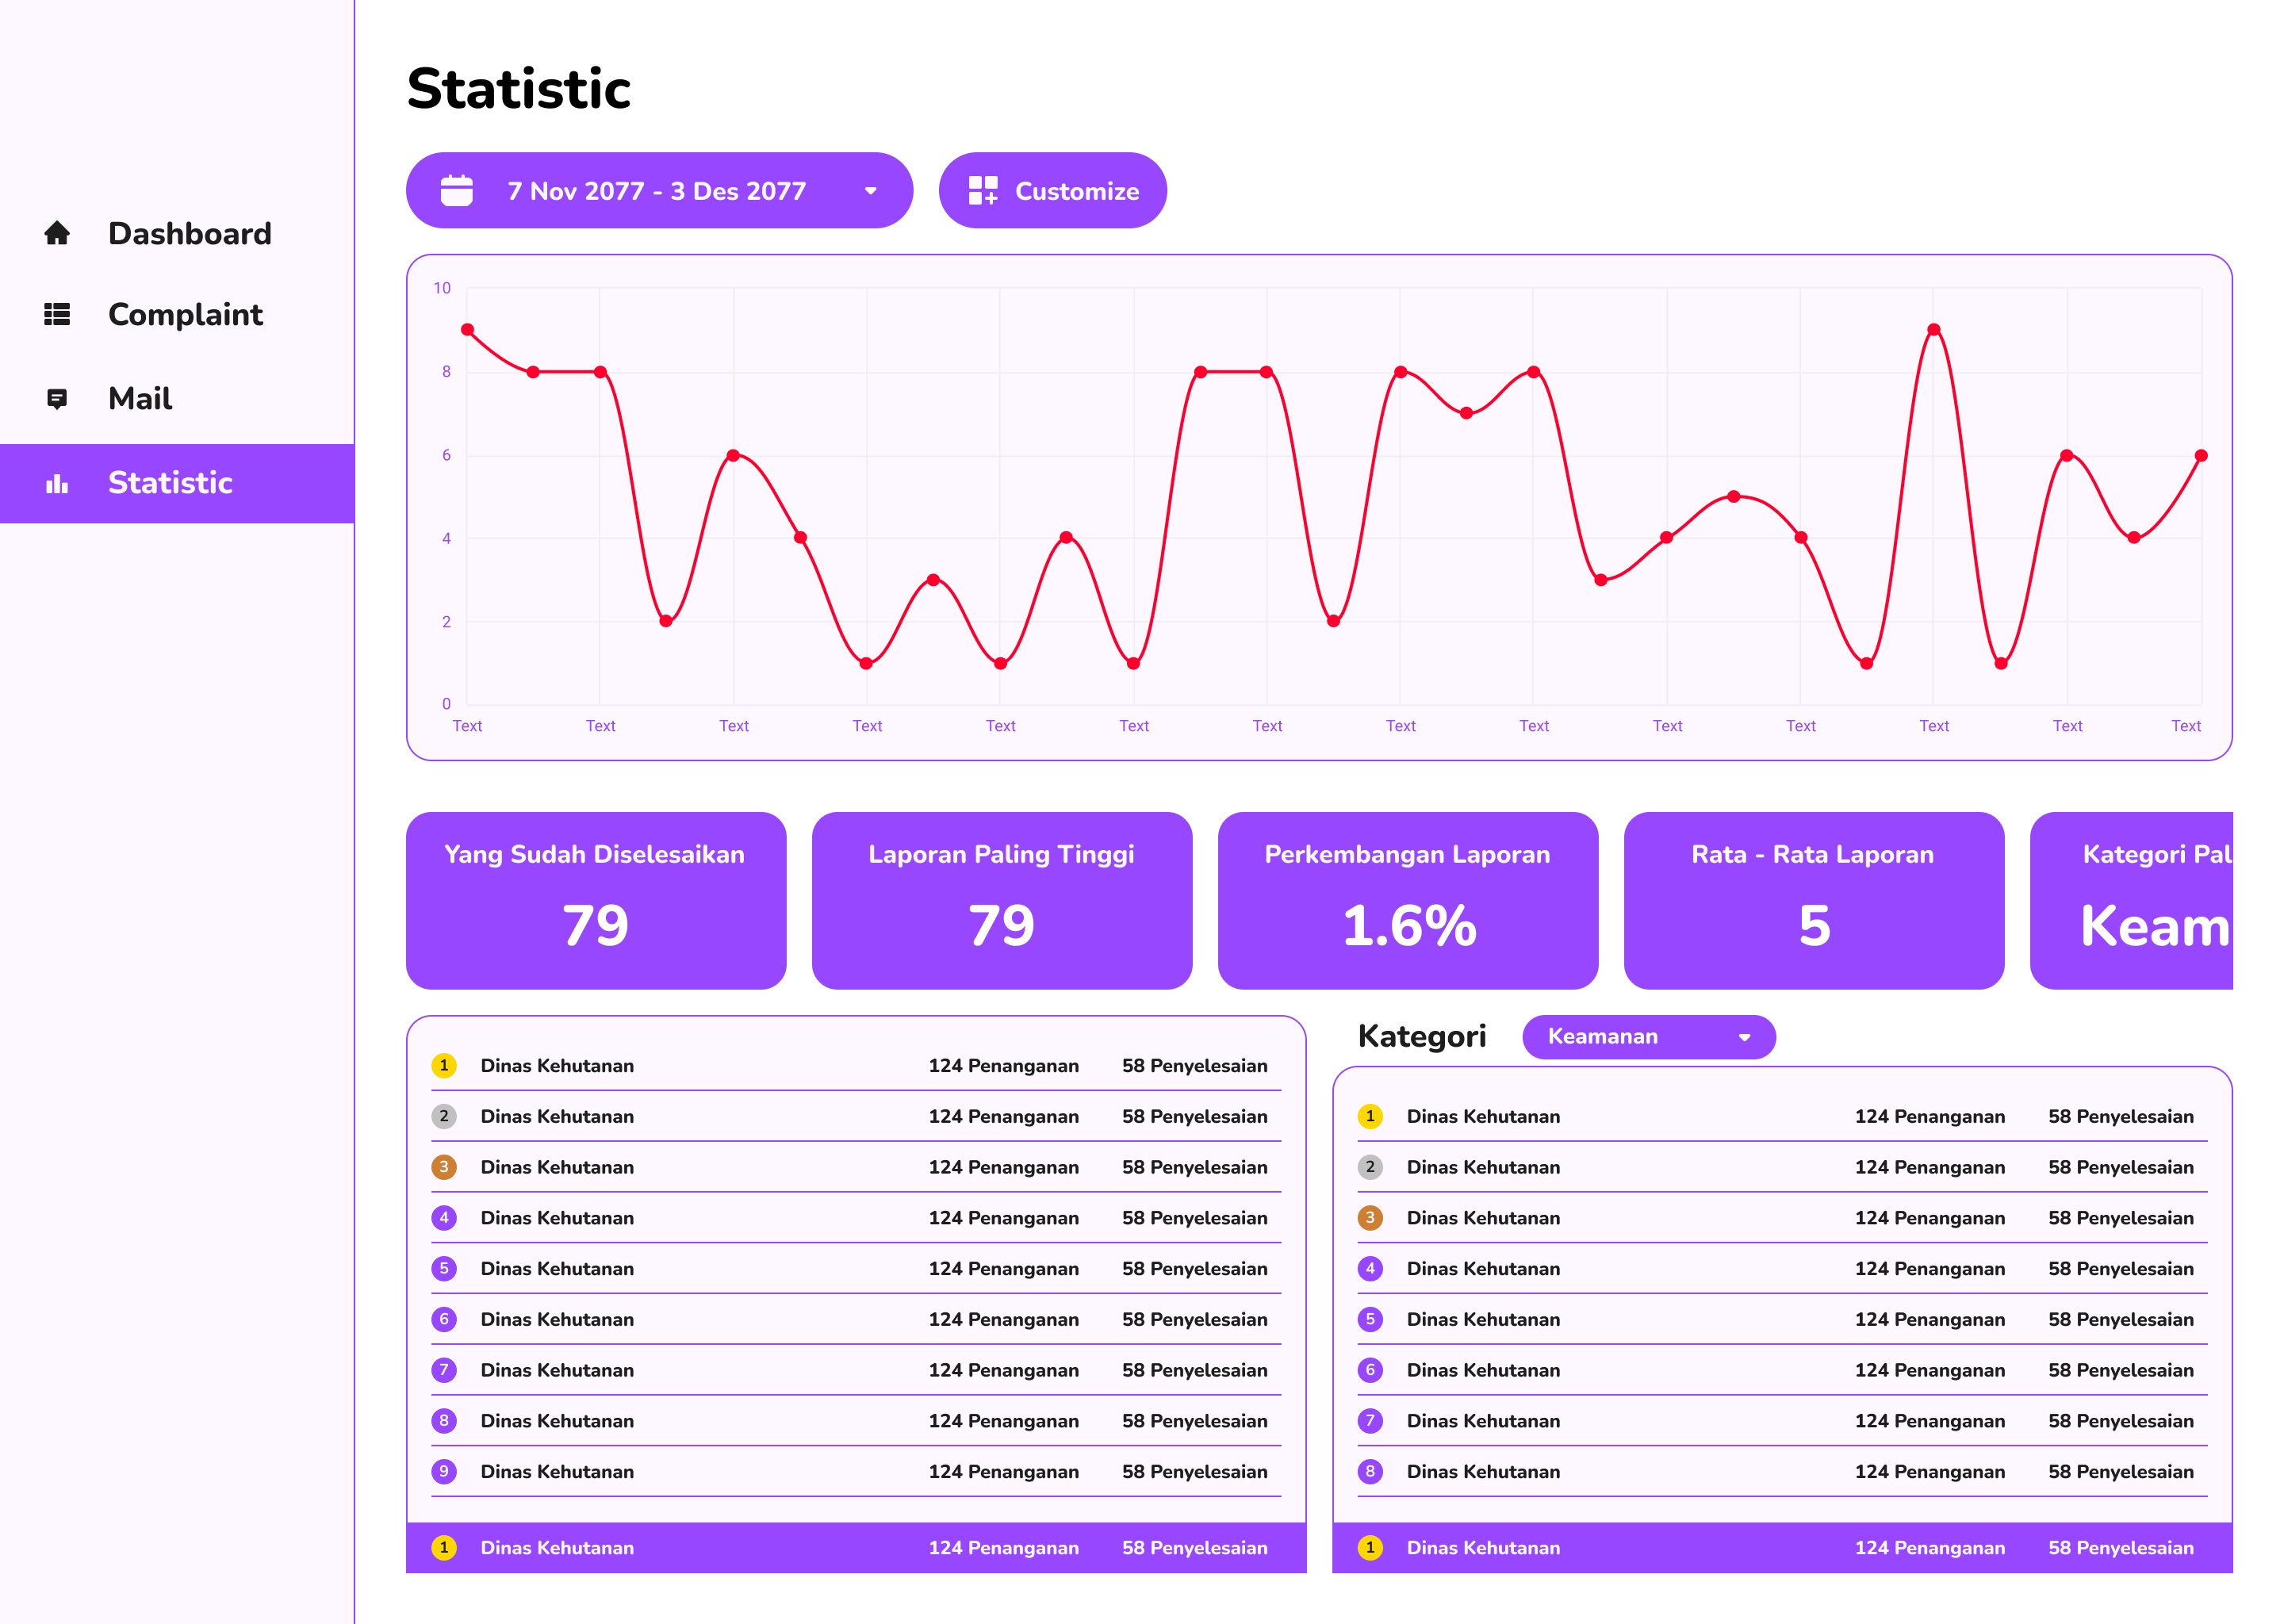 Statistic
7 Nov 2077 - 3 Des 2077
Customize
Dashboard
Complaint
Mail
Statistic
10
8
6
4
2
0
Text Text Text Text Text Text Text Text Text Text Text Text Text Text
Yang Sudah Diselesaikan
79
Laporan Paling Tinggi
79
Perkembangan Laporan
1.6%
Rata - Rata Laporan
5
Kategori Pal
Keam
1 Dinas Kehutanan 124 Penanganan 58 Penyelesaian
2 Dinas Kehutanan 124 Penanganan 58 Penyelesaian
3 Dinas Kehutanan 124 Penanganan 58 Penyelesaian
4 Dinas Kehutanan 124 Penanganan 58 Penyelesaian
5 Dinas Kehutanan 124 Penanganan 58 Penyelesaian
6 Dinas Kehutanan 124 Penanganan 58 Penyelesaian
7 Dinas Kehutanan 124 Penanganan 58 Penyelesaian
8 Dinas Kehutanan 124 Penanganan 58 Penyelesaian
9 Dinas Kehutanan 124 Penanganan 58 Penyelesaian
1 Dinas Kehutanan 124 Penanganan 58 Penyelesaian
Kategori
Keamanan
1 Dinas Kehutanan 124 Penanganan 58 Penyelesaian
2 Dinas Kehutanan 124 Penanganan 58 Penyelesaian
3 Dinas Kehutanan 124 Penanganan 58 Penyelesaian
4 Dinas Kehutanan 124 Penanganan 58 Penyelesaian
5 Dinas Kehutanan 124 Penanganan 58 Penyelesaian
6 Dinas Kehutanan 124 Penanganan 58 Penyelesaian
7 Dinas Kehutanan 124 Penanganan 58 Penyelesaian
8 Dinas Kehutanan 124 Penanganan 58 Penyelesaian
1 Dinas Kehutanan 124 Penanganan 58 Penyelesaian